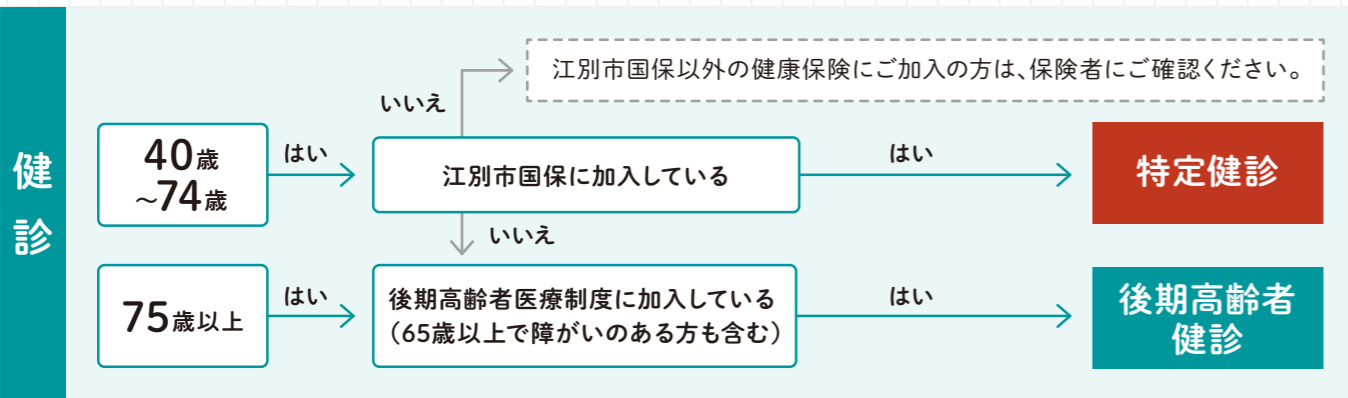 健診
江別市国保以外の健康保険にご加入の方は、保険者にご確認ください。
いいえ
40歳
～74歳
はい
江別市国保に加入している
はい
特定健診
いいえ
75歳以上
はい
後期高齢者医療制度に加入している
（65歳以上で障がいのある方も含む）
はい
後期高齢者
健診